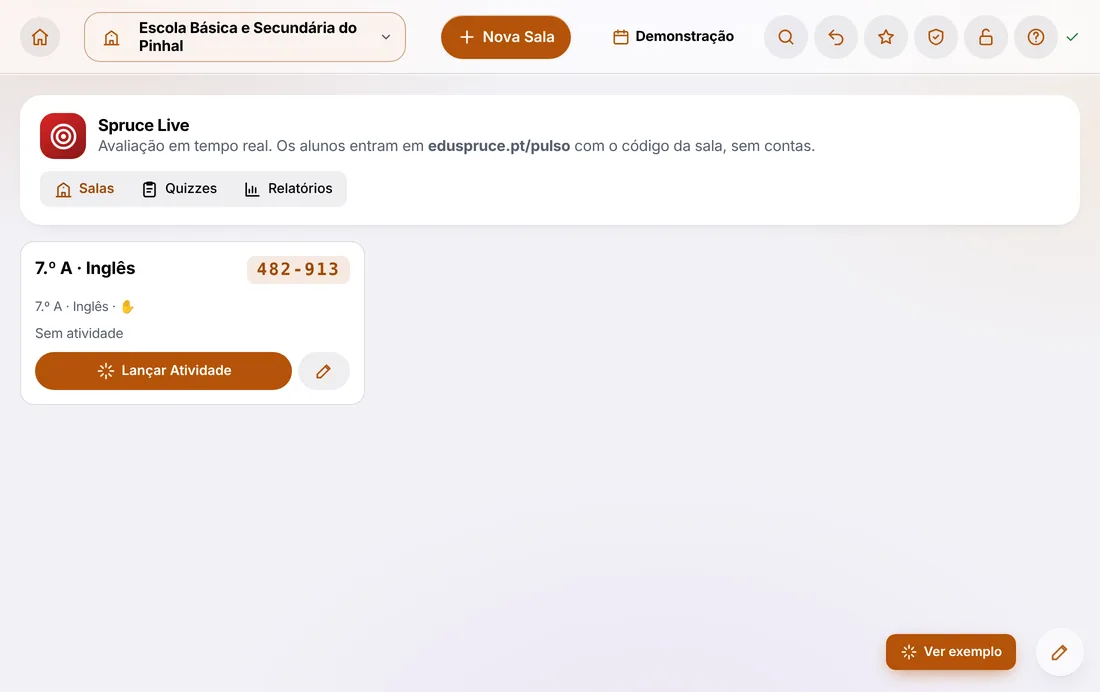 Escola Básica e Secundária do
Pinhal
Nova Sala
Demonstração
Spruce Live
Avaliação em tempo real. Os alunos entram em eduspruce.pt/pulso com o código da sala, sem contas.
Salas
Quizzes
Relatórios
7.º A · Inglês
482-913
7.º A · Inglês · ✋
Sem atividade
Lançar Atividade
Ver exemplo